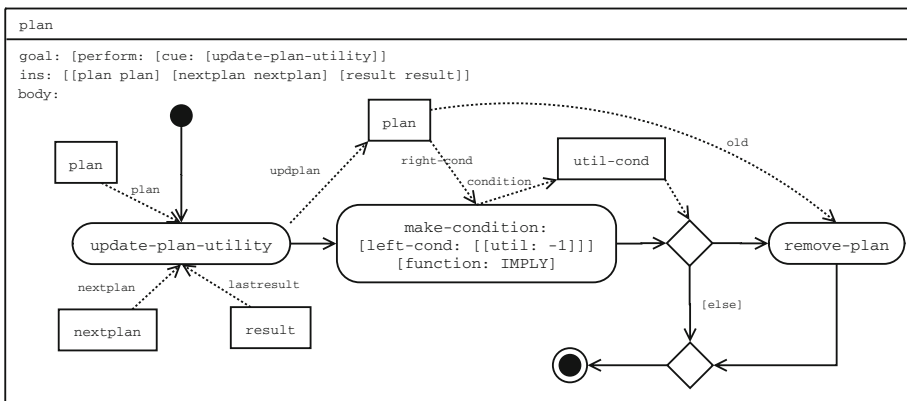 plan
goal: [perform: [cue: [update-plan-utility]]
ins: [[plan plan] [nextplan nextplan] [result result]]
body:
plan
old
plan
updplan
right-cond
util-cond
condition
plan
make-condition:
[left-cond: [[util: -1]]]
[function: IMPLY]
update-plan-utility
remove-plan
nextplan
lastresult
[else]
nextplan
result